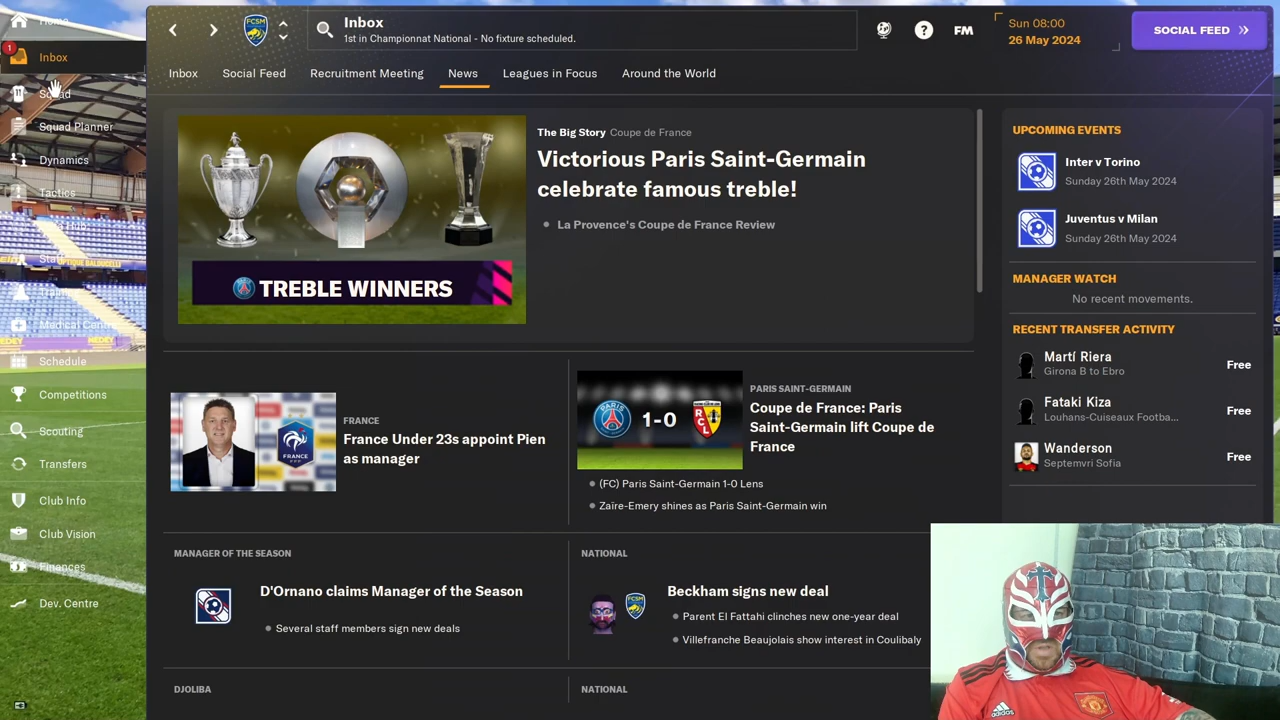 Home
Inbox
1st in Championnat National - No fixture scheduled.
FCSM
?
FM
Sun 08:00
26 May 2024
SOCIAL FEED
1
Inbox
Squad
Squad Planner
Dynamics
Tactics
Schedule
Competitions
Scouting
Transfers
Club Info
Club Vision
Finances
Dev. Centre
Inbox
Social Feed
Recruitment Meeting
News
Leagues in Focus
Around the World
The Big Story Coupe de France
Victorious Paris Saint-Germain
celebrate famous treble!
La Provence's Coupe de France Review
TREBLE WINNERS
FRANCE
France Under 23s appoint Pien
as manager
1-0
PARIS SAINT-GERMAIN
Coupe de France: Paris
Saint-Germain lift Coupe de
France
(FC) Paris Saint-Germain 1-0 Lens
Zaïre-Emery shines as Paris Saint-Germain win
MANAGER OF THE SEASON
D'Ornano claims Manager of the Season
Several staff members sign new deals
NATIONAL
Beckham signs new deal
Parent El Fattahi clinches new one-year deal
Villefranche Beaujolais show interest in Coulibaly
DJOLIBA
NATIONAL
UPCOMING EVENTS
Inter v Torino
Sunday 26th May 2024
Juventus v Milan
Sunday 26th May 2024
MANAGER WATCH
No recent movements.
RECENT TRANSFER ACTIVITY
Martí Riera
Girona B to Ebro
Free
Fataki Kiza
Louhans-Cuiseaux Footba...
Free
Wanderson
Septemvri Sofia
Free
adidas